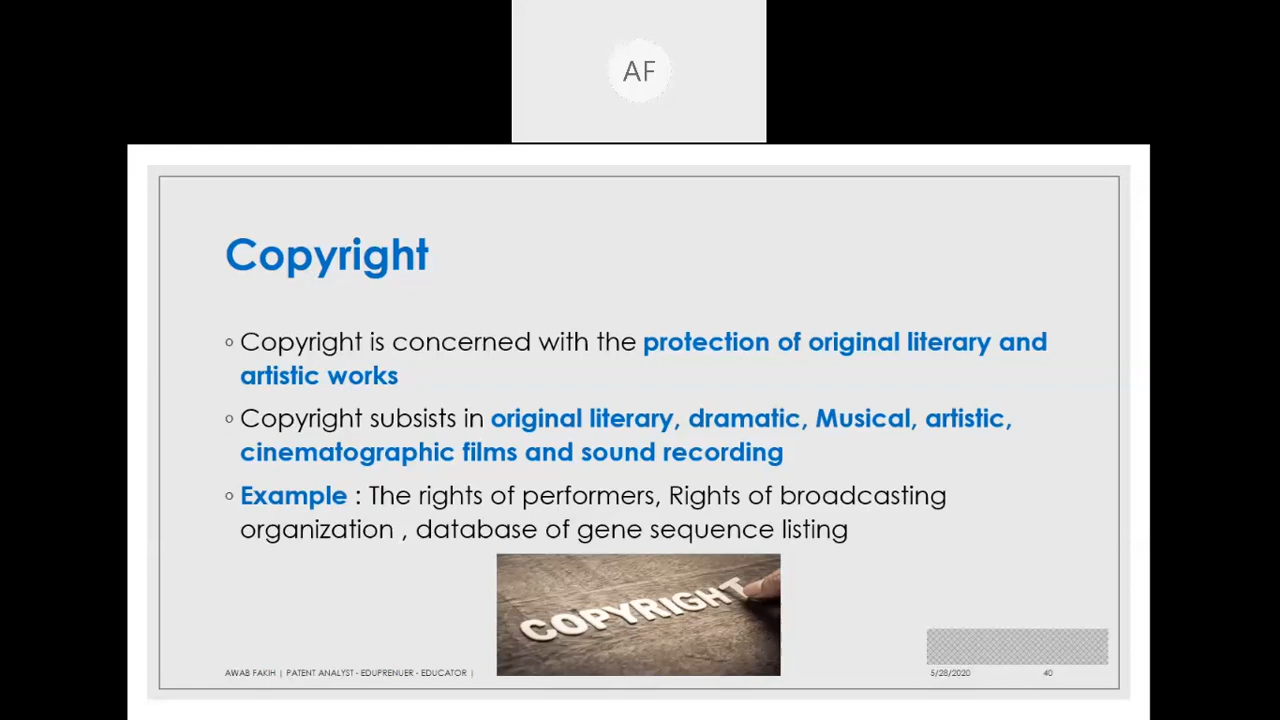 AF
Copyright
◦ Copyright is concerned with the protection of original literary and
artistic works
◦ Copyright subsists in original literary, dramatic, Musical, artistic,
cinematographic films and sound recording
◦ Example : The rights of performers, Rights of broadcasting
organization , database of gene sequence listing
COPYRIGHT
AWAB FAKIH | PATENT ANALYST - EDUPRENUER - EDUCATOR |
5/28/2020
40